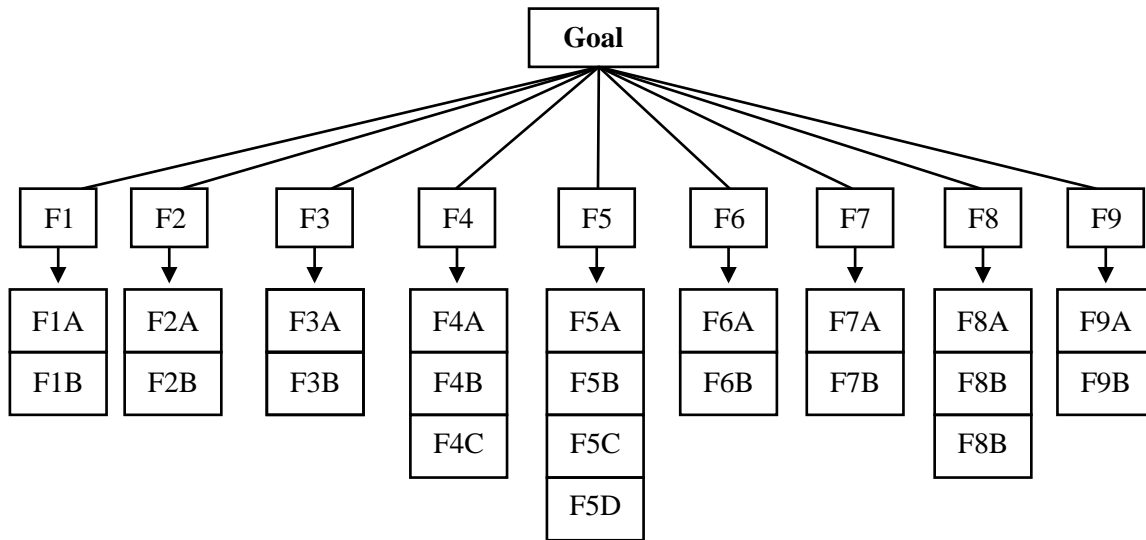 Goal
F1 F2 F3 F4 F5 F6 F7 F8 F9
F1A F2A F3A F4A F5A F6A F7A F8A F9A
F1B F2B F3B F4B F5B F6B F7B F8B F9B
F4C F5C F8B
F5D